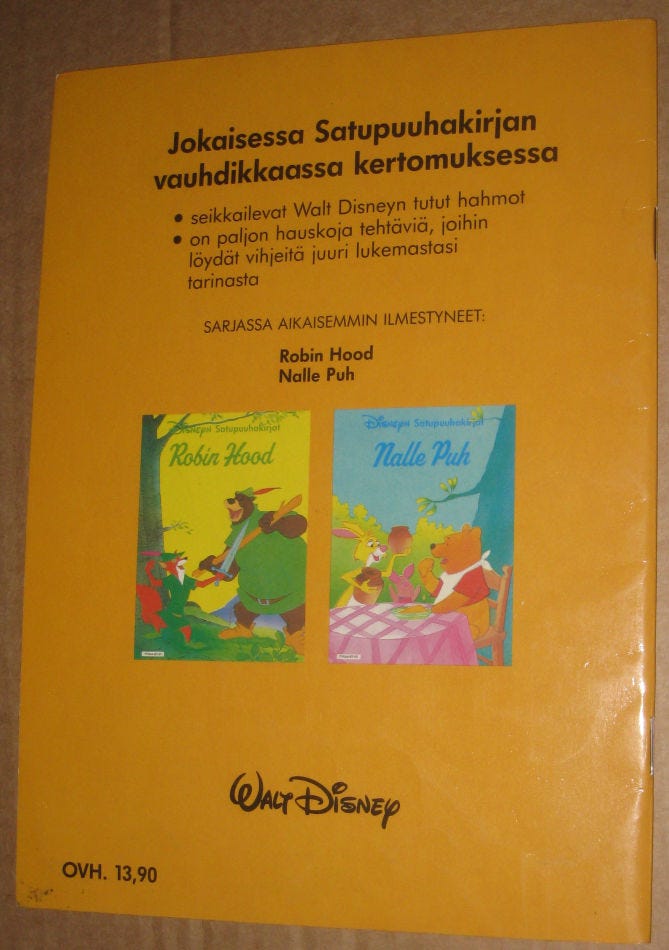 Jokaisessa Satupuuhakirjan
vauhdikkaassa kertomuksessa
• seikkailevat Walt Disneyn tutut hahmot
• on paljon hauskoja tehtäviä, joihin
löydät vihjeitä juuri lukemastasi
tarinasta
SARJASSA AIKAISEMMIN ILMESTYNEET:
Robin Hood
Nalle Puh
DISNEYN Satupuuhakirjat
Robin Hood
DISNEYN Satupuuhakirjat
Nalle Puh
WALT DISNEY
OVH. 13,90